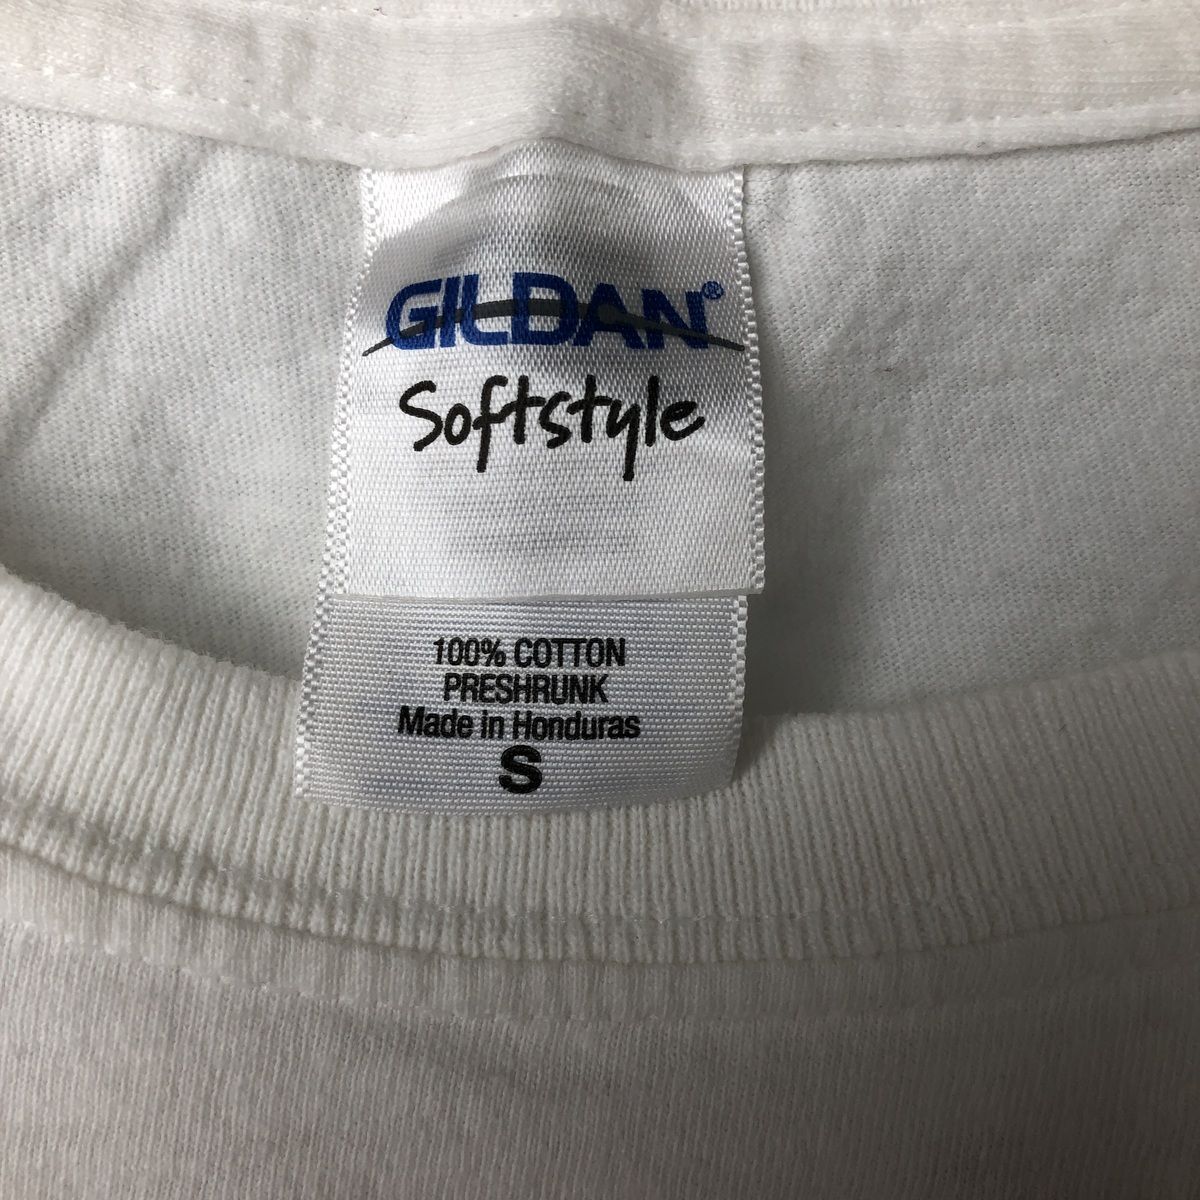 GILDAN®
Softstyle
100% COTTON
PRESHRUNK
Made in Honduras
S